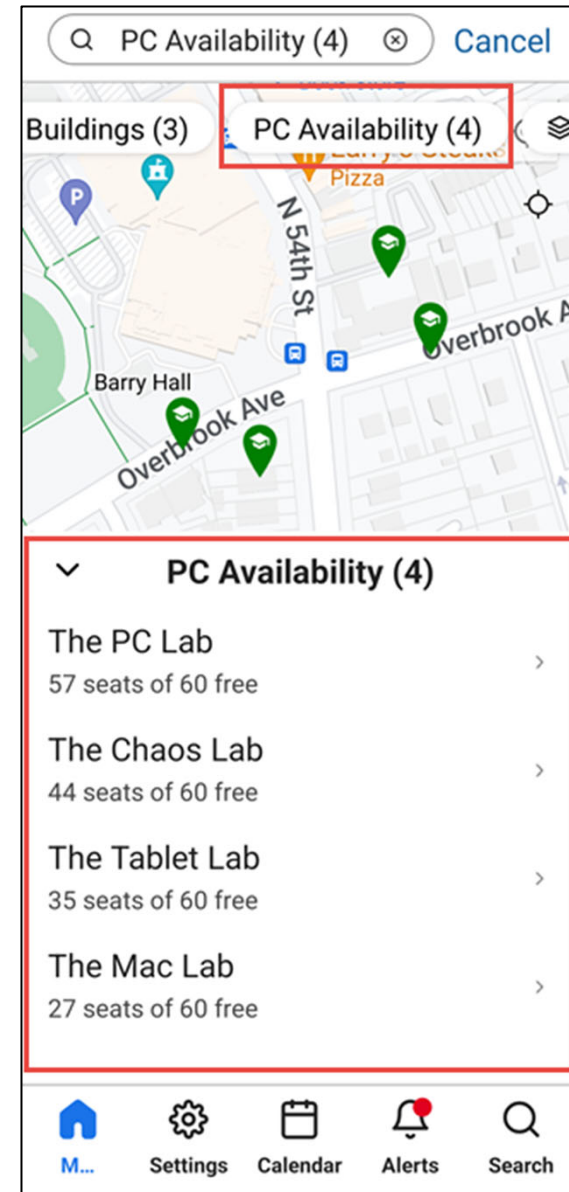 PC Availability (4)
Cancel
Buildings (3)
PC Availability (4)
Pizza
P
N 54th St
Overbrook A
Barry Hall
Overbrook Ave
PC Availability (4)
The PC Lab
57 seats of 60 free
The Chaos Lab
44 seats of 60 free
The Tablet Lab
35 seats of 60 free
The Mac Lab
27 seats of 60 free
M...
Settings
Calendar
Alerts
Search